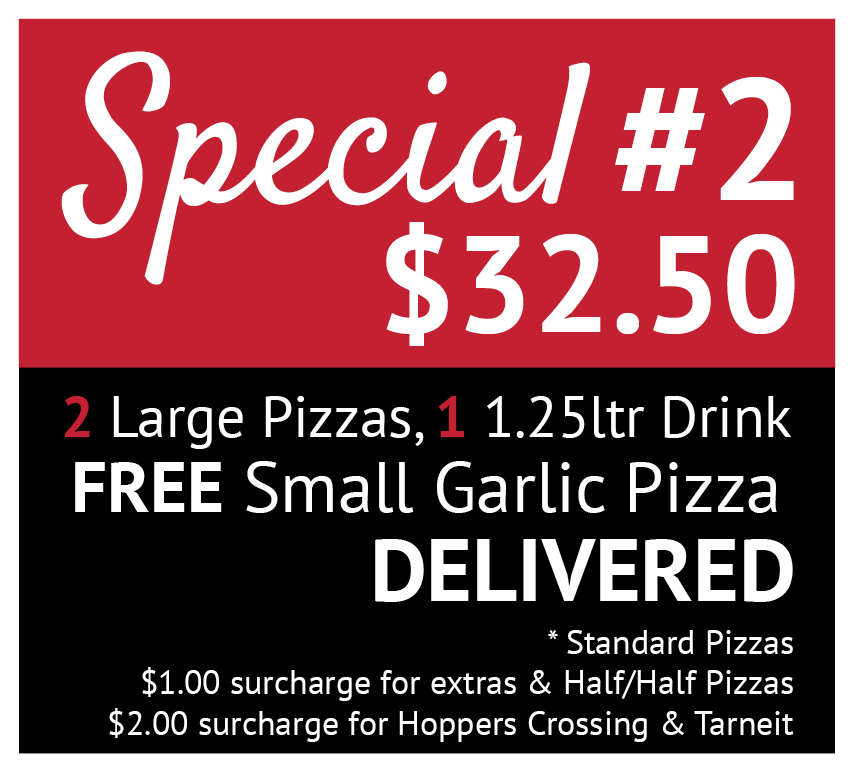 Special #2
$32.50
2 Large Pizzas, 1 1.25ltr Drink
FREE Small Garlic Pizza
DELIVERED
* Standard Pizzas
$1.00 surcharge for extras & Half/Half Pizzas
$2.00 surcharge for Hoppers Crossing & Tarneit